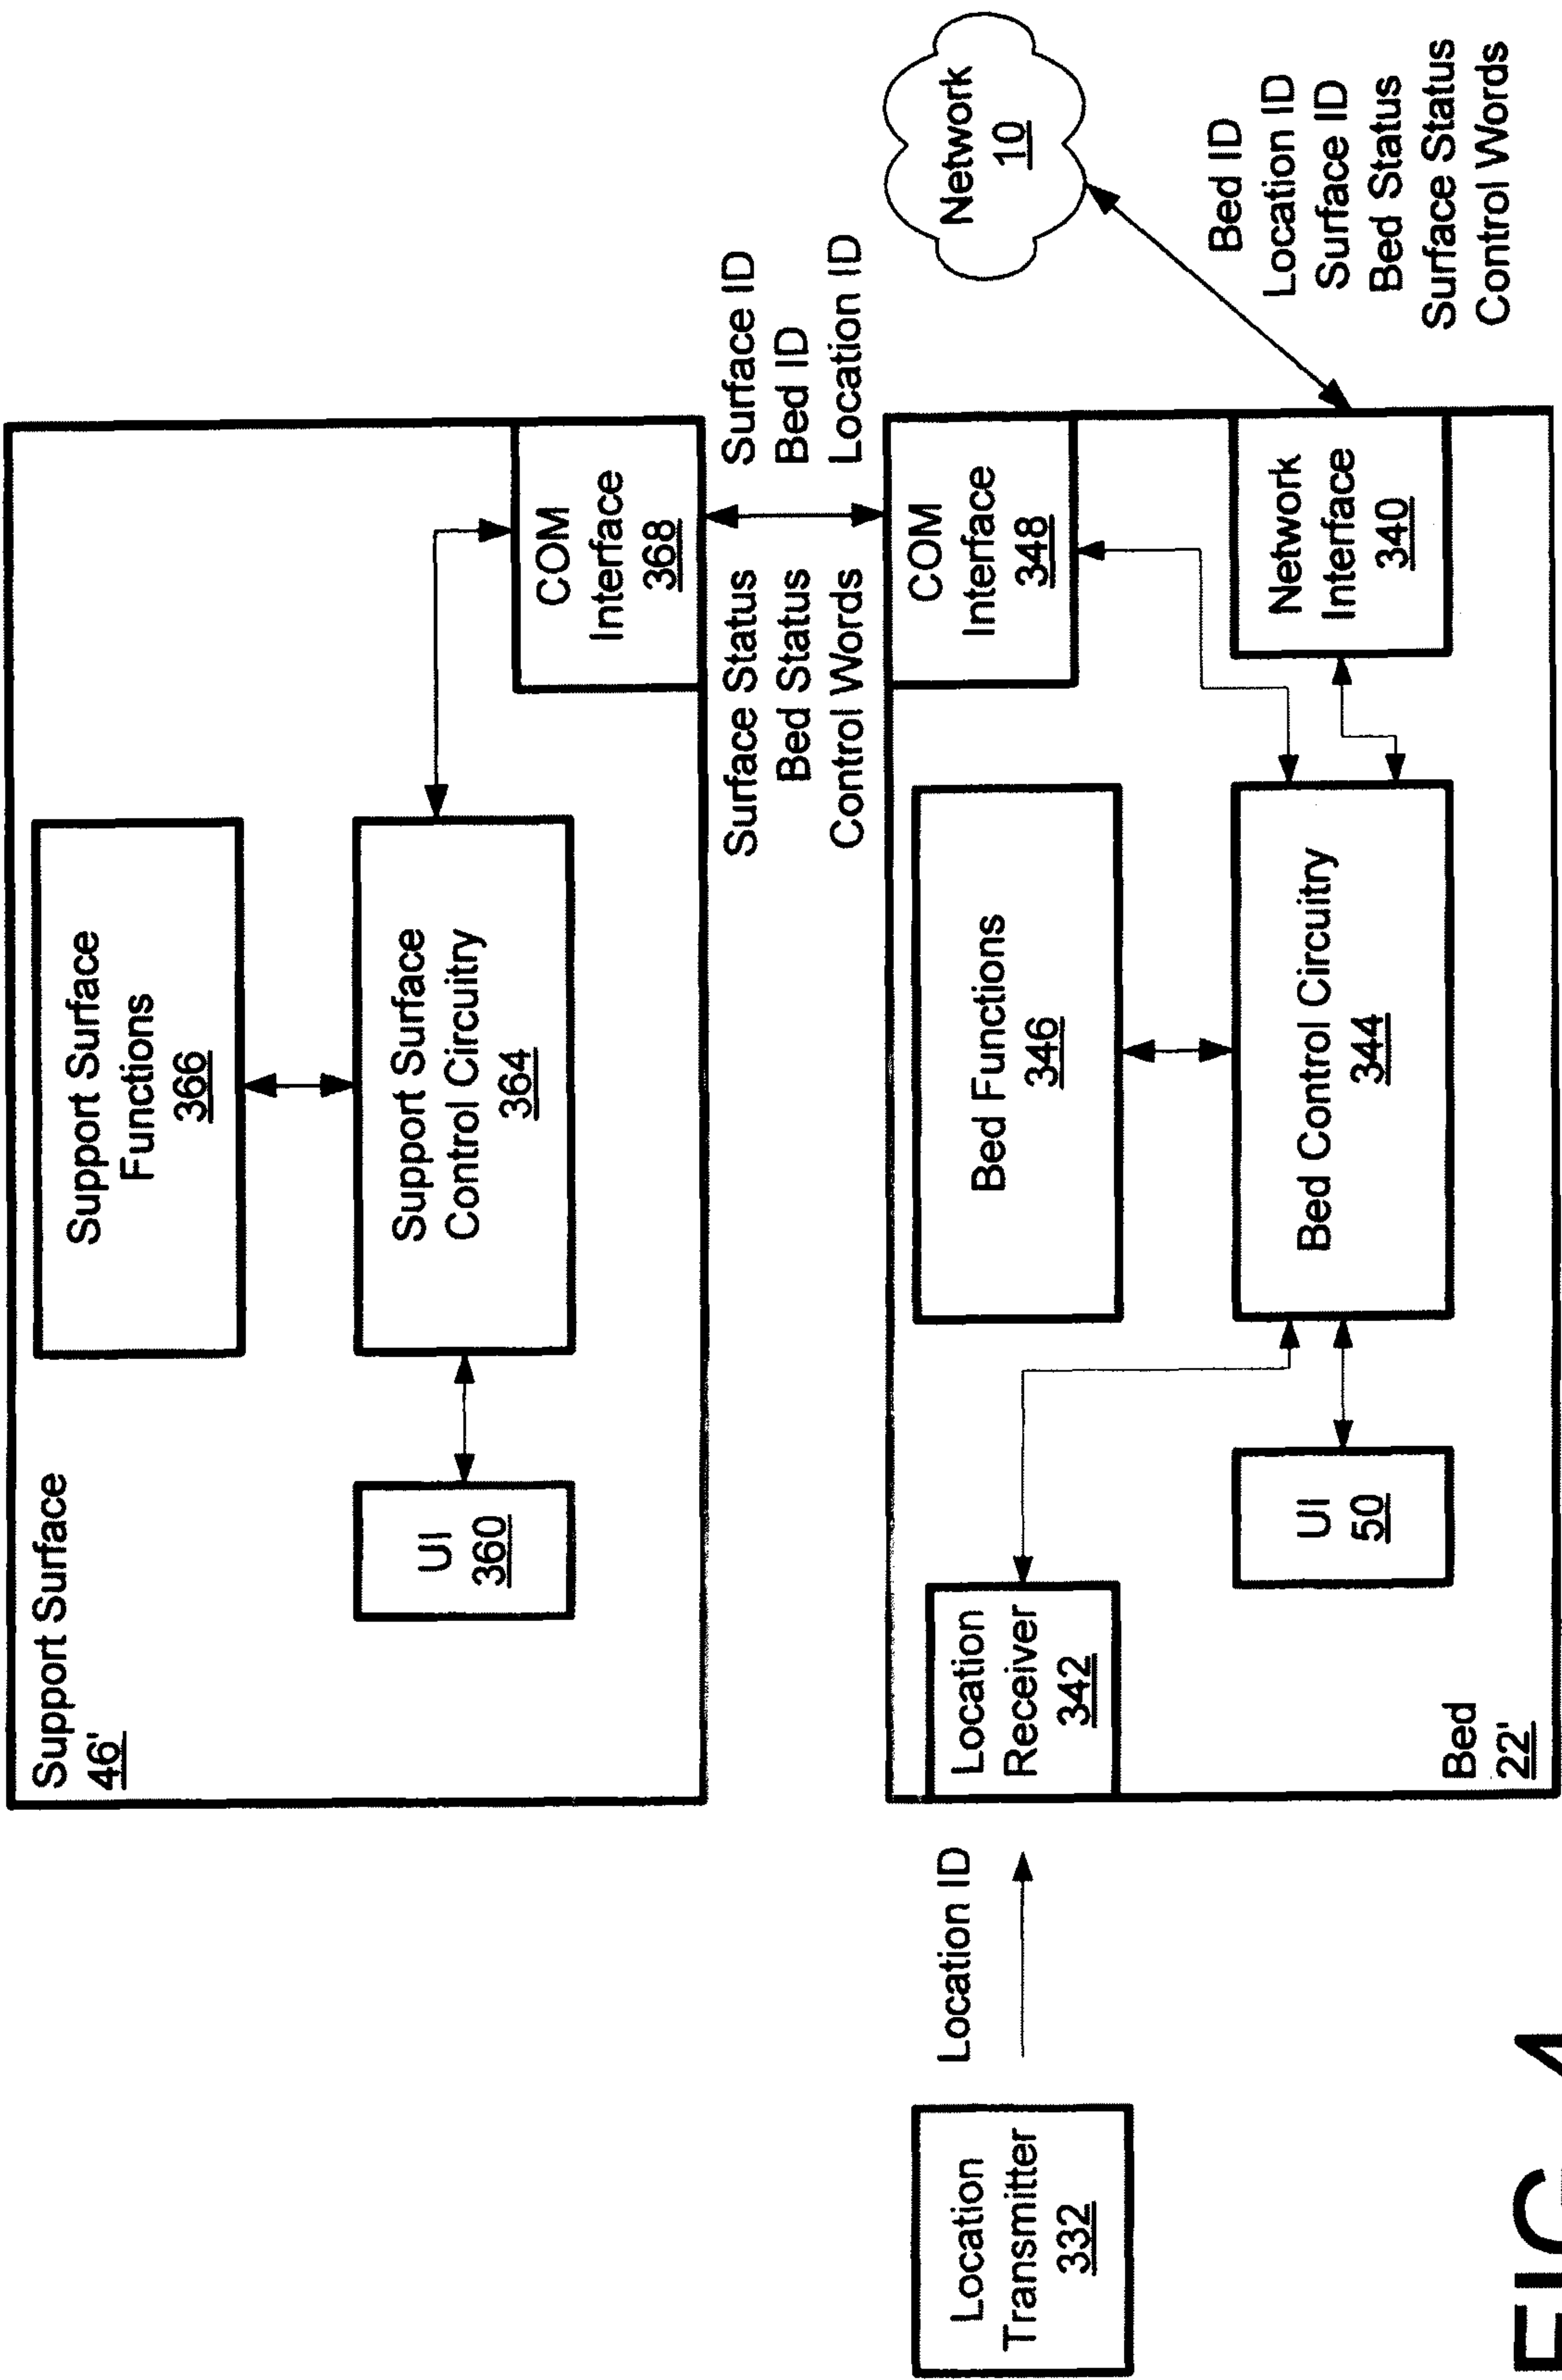 Support Surface
46'
Support Surface
Functions
366
UI
360
Support Surface
Control Circuitry
364
COM
Interface
368
Surface Status
Bed Status
Control Words
Surface ID
Bed ID
Location ID
Location
Transmitter
332
Location ID
Location
Receiver
342
Bed Functions
346
COM
Interface
348
Network
10
UI
50
Bed Control Circuitry
344
Network
Interface
340
Bed ID
Location ID
Surface ID
Bed Status
Surface Status
Control Words
Bed
22'
FIG